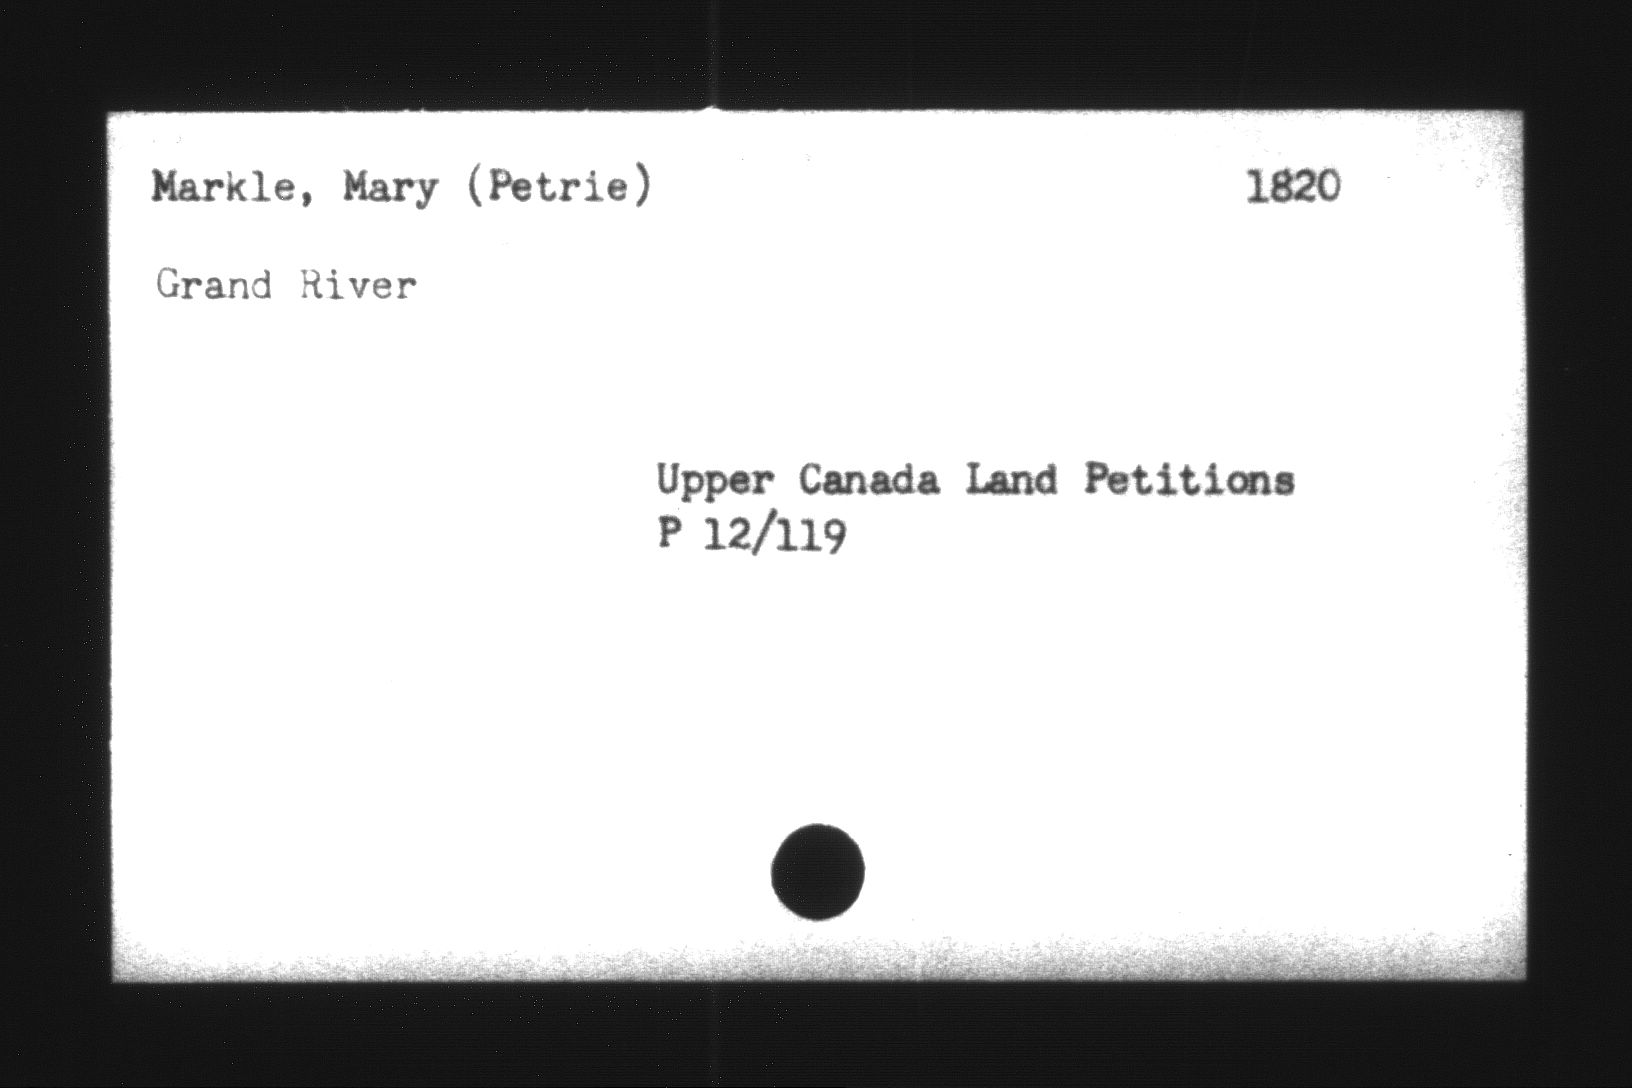 Markle, Mary (Petrie) 1820
Grand River
Upper Canada Land Petitions
P 12/119